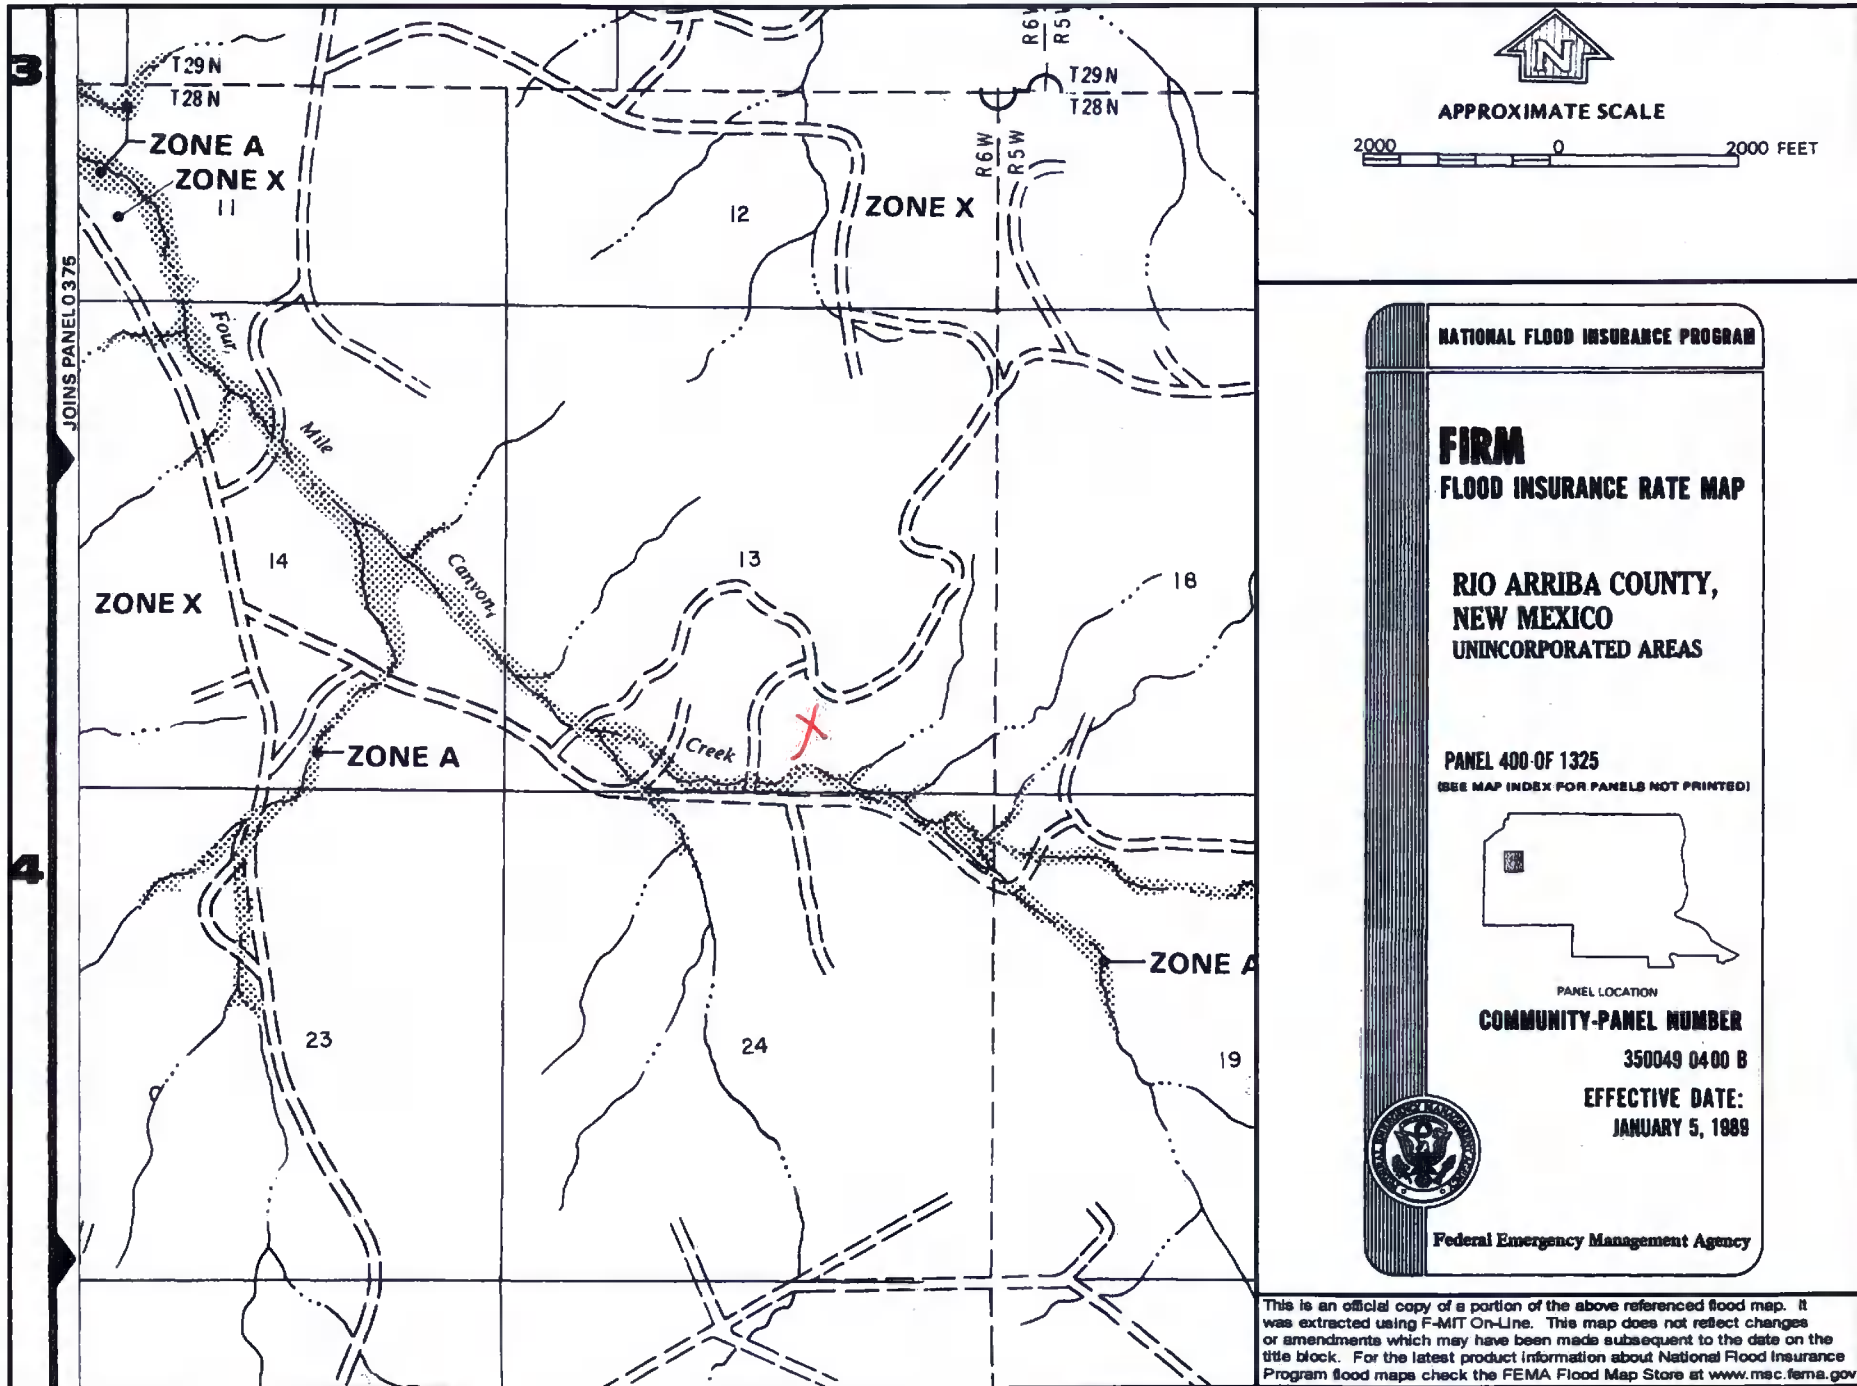 3
4
JOINS PANEL 0375
T29N
T28N
ZONE A
ZONE X
11
12
ZONE X
R6W
R5W
T29N
T28N
R6W
R5W
Four
Mile
Canyon
Creek
14
13
18
ZONE X
X
ZONE A
ZONE A
23
24
19
N
APPROXIMATE SCALE
2000 0 2000 FEET
NATIONAL FLOOD INSURANCE PROGRAM
FIRM
FLOOD INSURANCE RATE MAP
RIO ARRIBA COUNTY,
NEW MEXICO
UNINCORPORATED AREAS
PANEL 400 OF 1325
(SEE MAP INDEX FOR PANELS NOT PRINTED)
PANEL LOCATION
COMMUNITY-PANEL NUMBER
350049 0400 B
EFFECTIVE DATE:
JANUARY 5, 1989
FEDERAL EMERGENCY MANAGEMENT AGENCY
Federal Emergency Management Agency
This is an official copy of a portion of the above referenced flood map. It
was extracted using F-MIT On-Line. This map does not reflect changes
or amendments which may have been made subsequent to the date on the
title block. For the latest product information about National Flood Insurance
Program flood maps check the FEMA Flood Map Store at www.msc.fema.gov